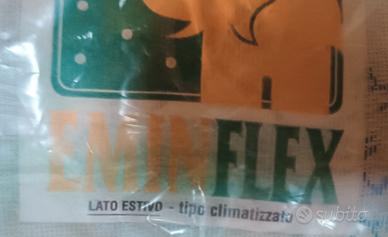 EMINFLEX
LATO ESTIVO - tipo climatizzato
subito